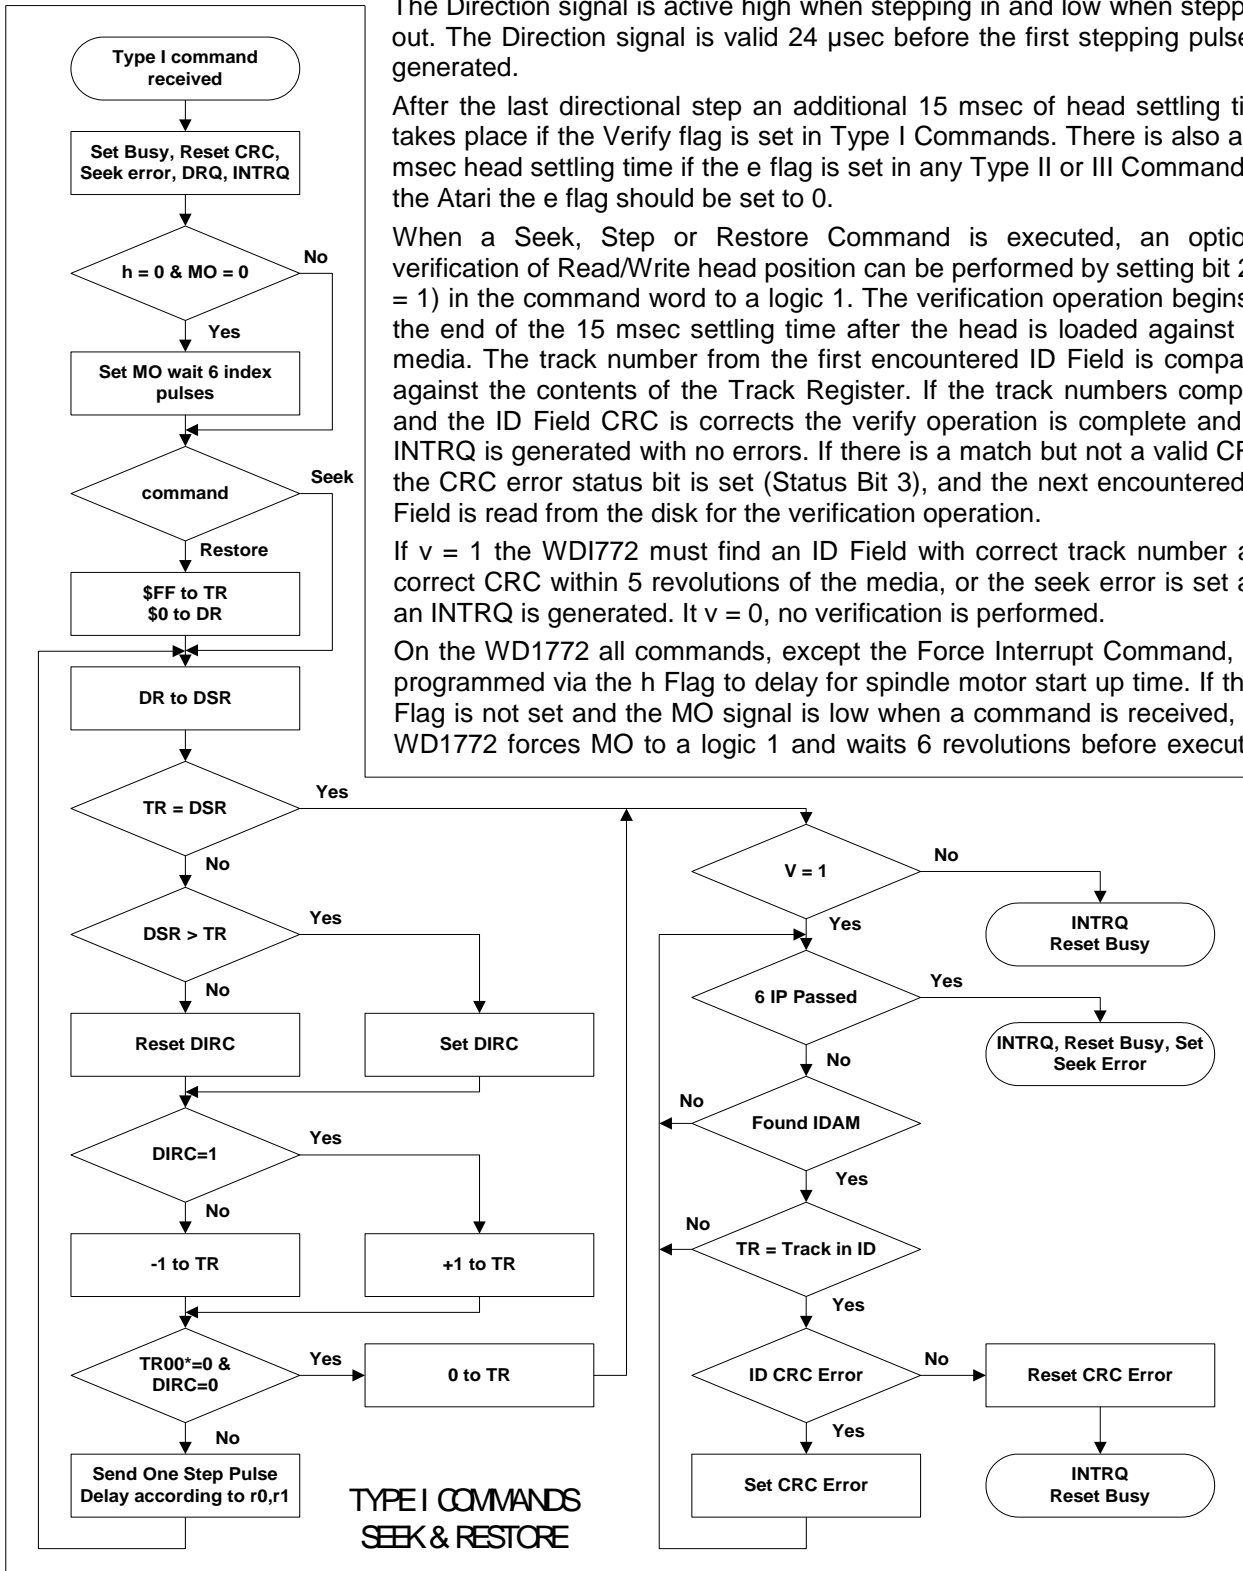 The Direction signal is active high when stepping in and low when stepp
out. The Direction signal is valid 24 µsec before the first stepping pulse
generated.
After the last directional step an additional 15 msec of head settling ti
takes place if the Verify flag is set in Type I Commands. There is also a
msec head settling time if the e flag is set in any Type II or III Command
the Atari the e flag should be set to 0.
When a Seek, Step or Restore Command is executed, an optio
verification of Read/Write head position can be performed by setting bit 2
= 1) in the command word to a logic 1. The verification operation begins
the end of the 15 msec settling time after the head is loaded against
media. The track number from the first encountered ID Field is compa
against the contents of the Track Register. If the track numbers comp
and the ID Field CRC is corrects the verify operation is complete and
INTRQ is generated with no errors. If there is a match but not a valid CR
the CRC error status bit is set (Status Bit 3), and the next encountered
Field is read from the disk for the verification operation.
If v = 1 the WDI772 must find an ID Field with correct track number a
correct CRC within 5 revolutions of the media, or the seek error is set a
an INTRQ is generated. It v = 0, no verification is performed.
On the WD1772 all commands, except the Force Interrupt Command,
programmed via the h Flag to delay for spindle motor start up time. If th
Flag is not set and the MO signal is low when a command is received,
WD1772 forces MO to a logic 1 and waits 6 revolutions before execut
Type I command
received
Set Busy, Reset CRC,
Seek error, DRQ, INTRQ
h = 0 & MO = 0
No
Yes
Set MO wait 6 index
pulses
command
Seek
Restore
$FF to TR
$0 to DR
DR to DSR
TR = DSR
Yes
No
DSR > TR
Yes
No
Reset DIRC
Set DIRC
DIRC=1
Yes
No
-1 to TR
+1 to TR
TR00*=0 &
DIRC=0
Yes
0 to TR
No
Send One Step Pulse
Delay according to r0,r1
V = 1
No
INTRQ
Reset Busy
Yes
6 IP Passed
Yes
INTRQ, Reset Busy, Set
Seek Error
No
Found IDAM
No
Yes
TR = Track in ID
No
Yes
ID CRC Error
No
Reset CRC Error
Yes
Set CRC Error
INTRQ
Reset Busy
TYPE I COMMANDS
SEEK & RESTORE